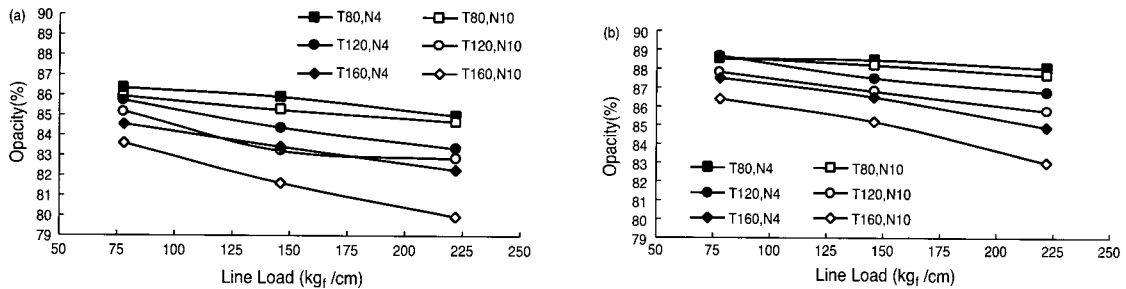 (a)
T80,N4 T80,N10
T120,N4 T120,N10
T160,N4 T160,N10
90
89
88
87
86
85
84
83
82
81
80
79
Opacity(%)
50 75 100 125 150 175 200 225 250
Line Load (kgf /cm)
(b)
90
89
88
87
86
85
84
83
82
81
80
79
Opacity(%)
T80,N4 T80,N10
T120,N4 T120,N10
T160,N4 T160,N10
50 75 100 125 150 175 200 225 250
Line Load (kgf /cm)